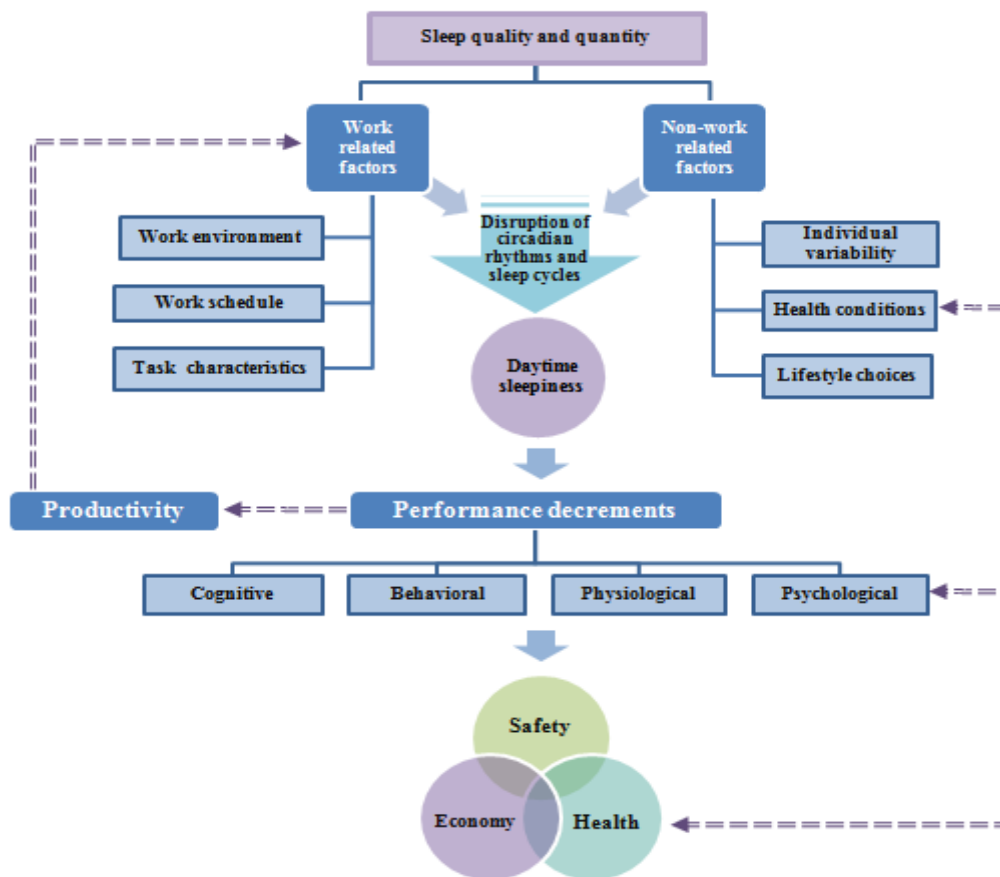 Sleep quality and quantity
Work
related
factors
Non-work
related
factors
Disruption of
circadian
rhythms and
sleep cycles
Work environment
Work schedule
Task characteristics
Individual
variability
Health conditions
Lifestyle choices
Daytime
sleepiness
Productivity
Performance decrements
Cognitive
Behavioral
Physiological
Psychological
Safety
Economy
Health